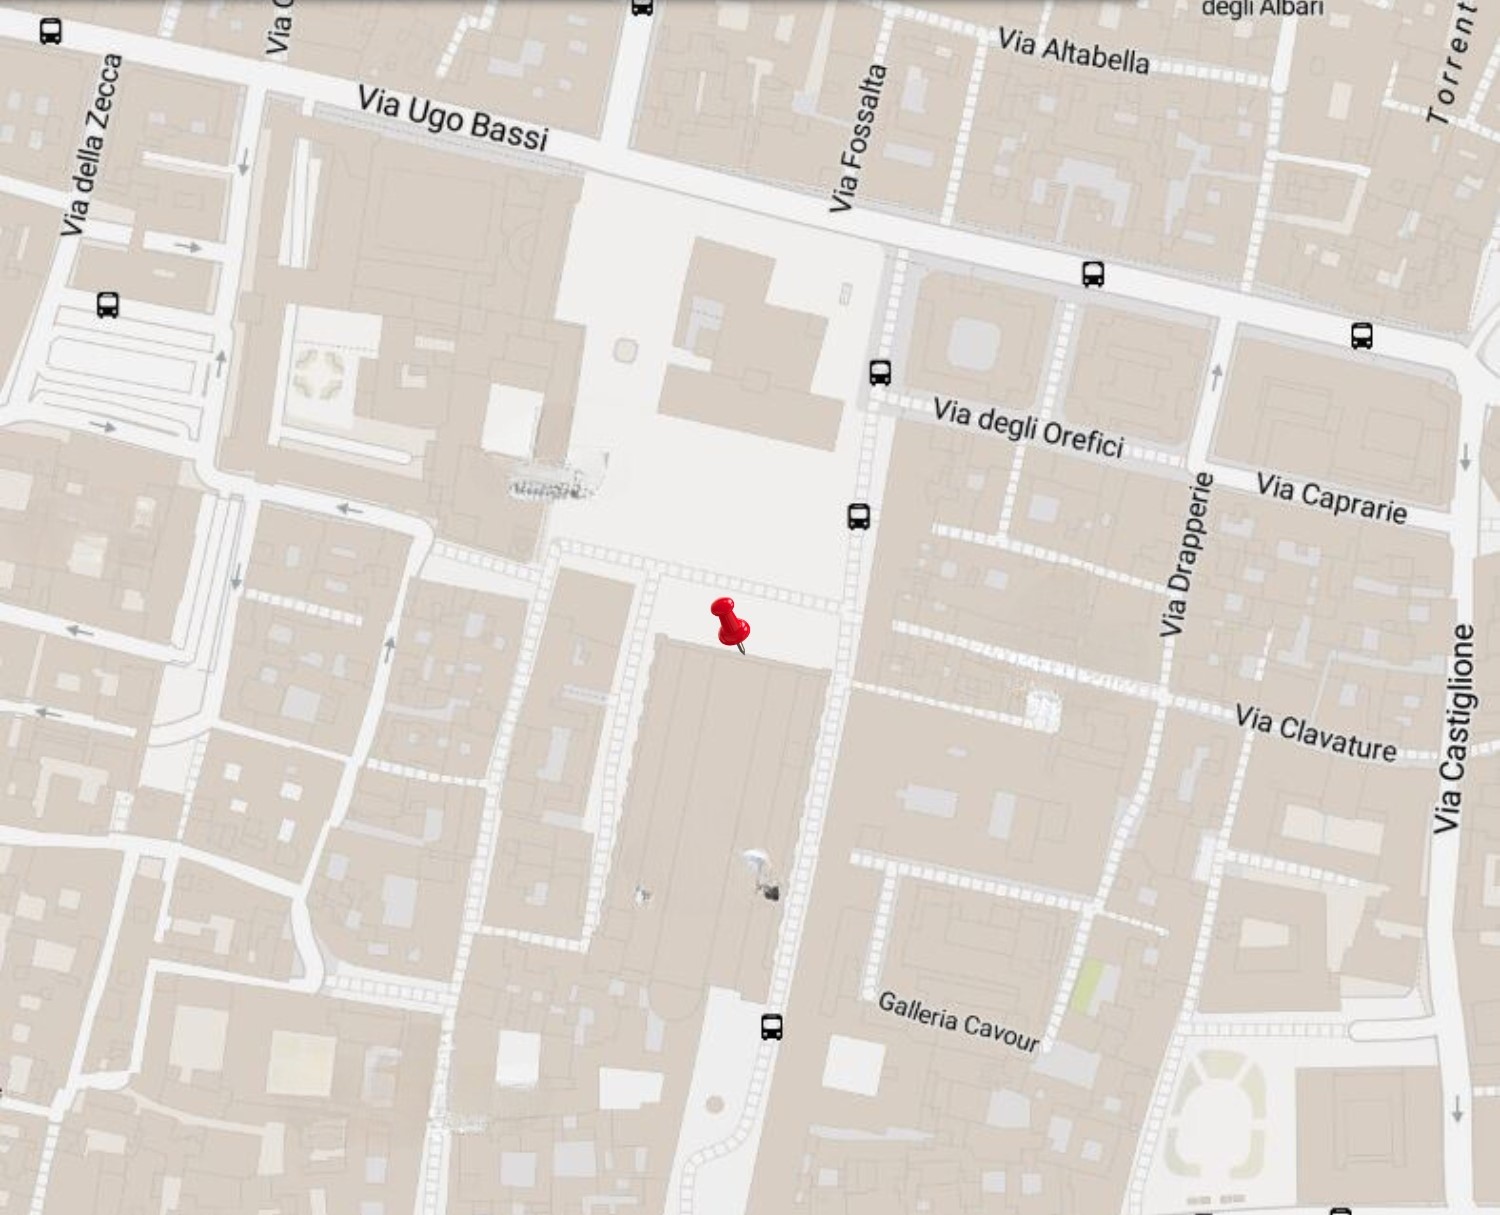 degli Albari
Via Altabella
Torrent
Via C
Via della Zecca
Via Ugo Bassi
Via Fossalta
Via degli Orefici
Via Caprarie
Via Drapperie
Via Clavature
Via Castiglione
Galleria Cavour